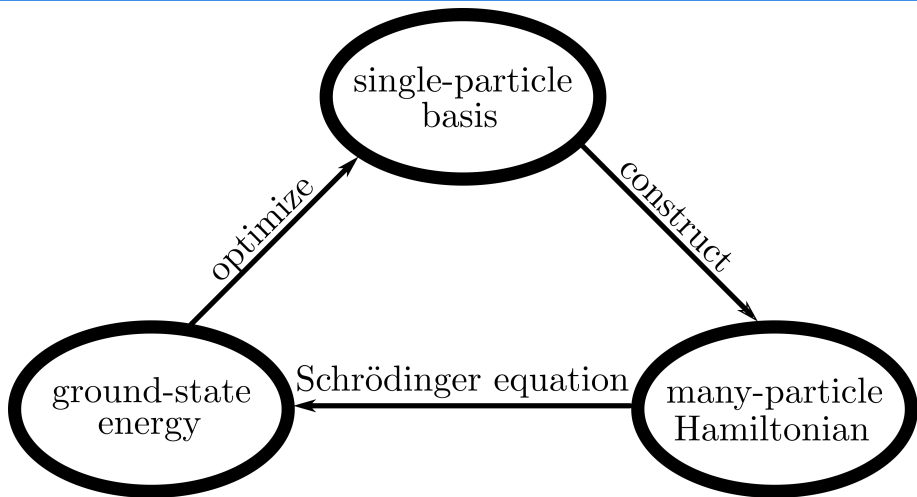 single-particle
basis
construct
optimize
Schrödinger equation
ground-state
energy
many-particle
Hamiltonian